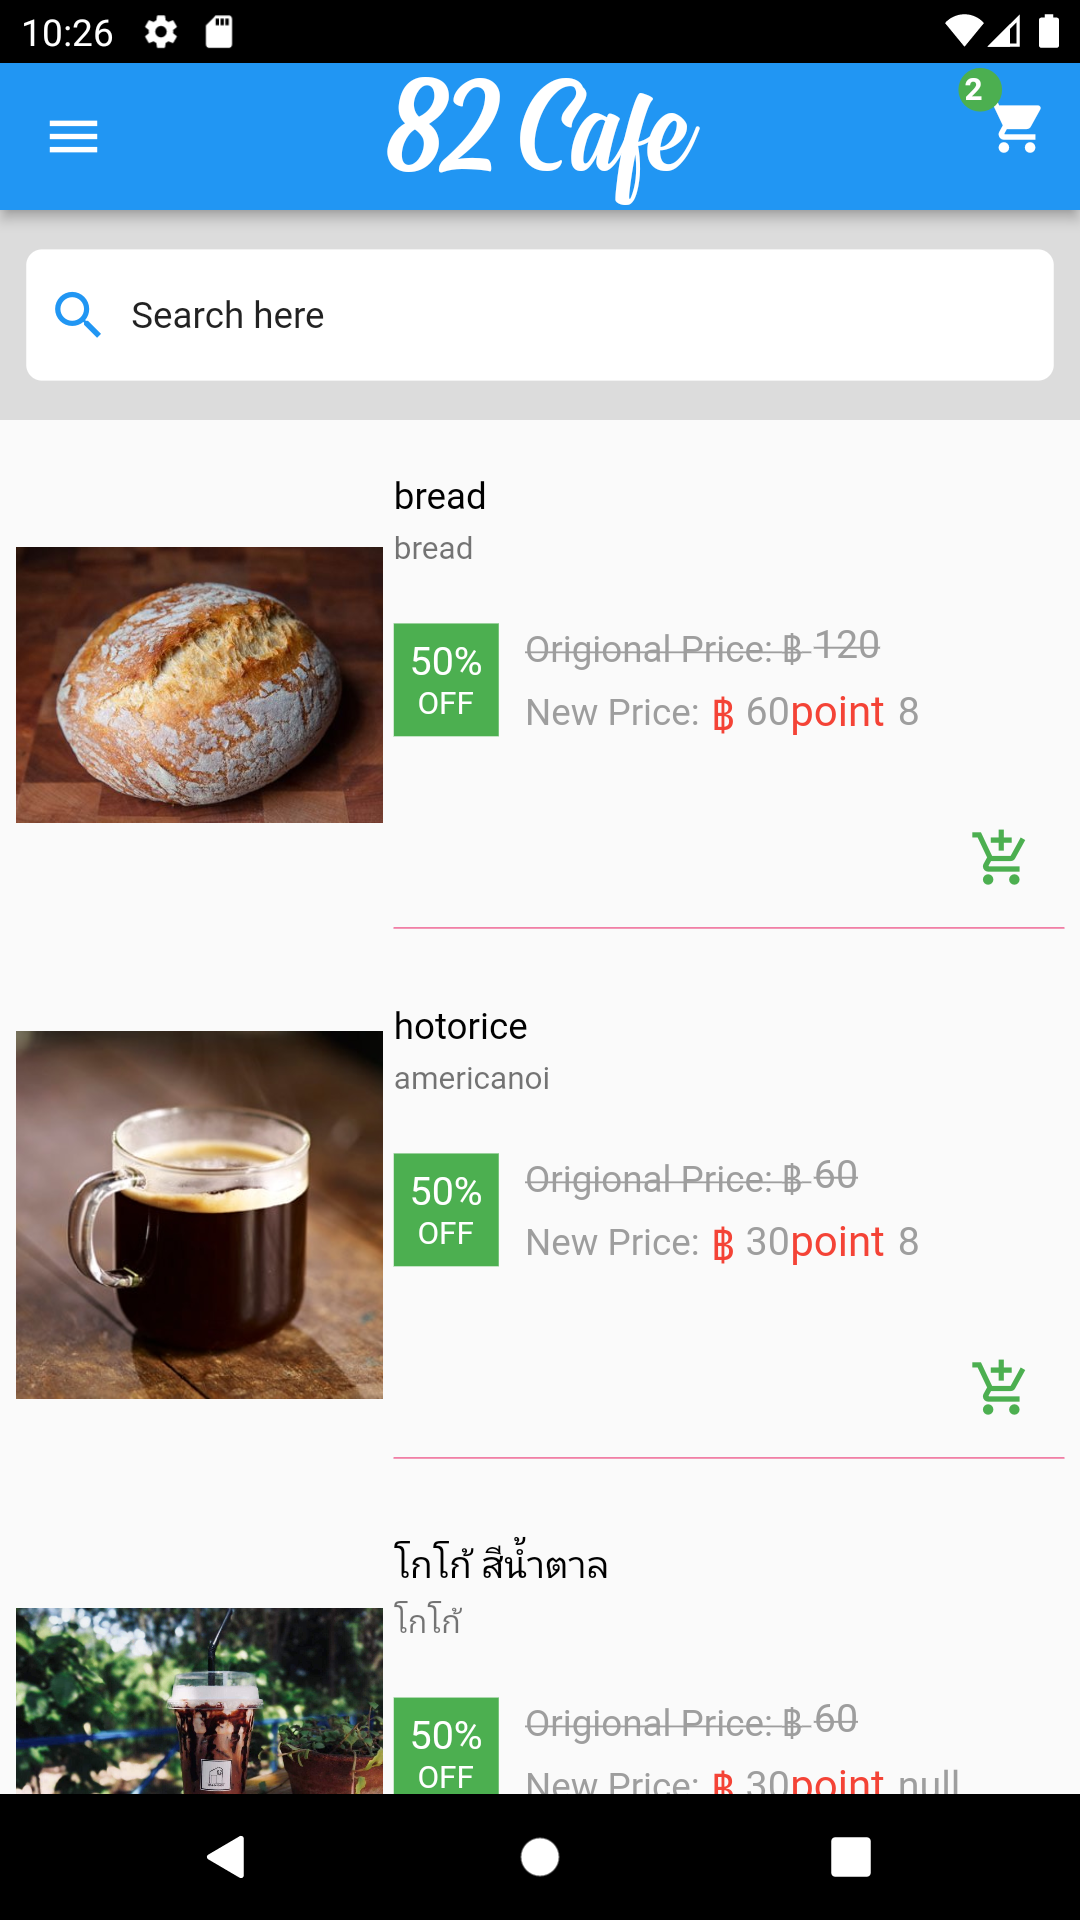 10:26
82 Cafe
2
Search here
bread
bread
50%
OFF
Origional Price: ฿ 120
New Price: ฿ 60point 8
hotorice
americanoi
50%
OFF
Origional Price: ฿ 60
New Price: ฿ 30point 8
โกโก้ สีน้ำตาล
โกโก้
50%
OFF
Origional Price: ฿ 60
New Price: ฿ 30point null